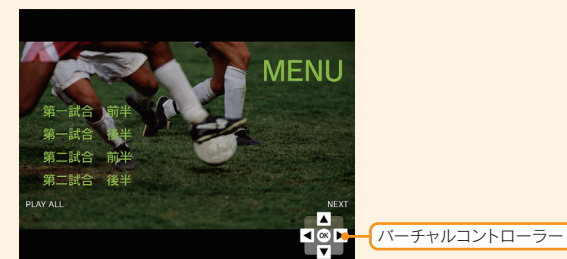 MENU
第一試合 前半
第一試合 後半
第二試合 前半
第二試合 後半
PLAY ALL
NEXT
OK
バーチャルコントローラー